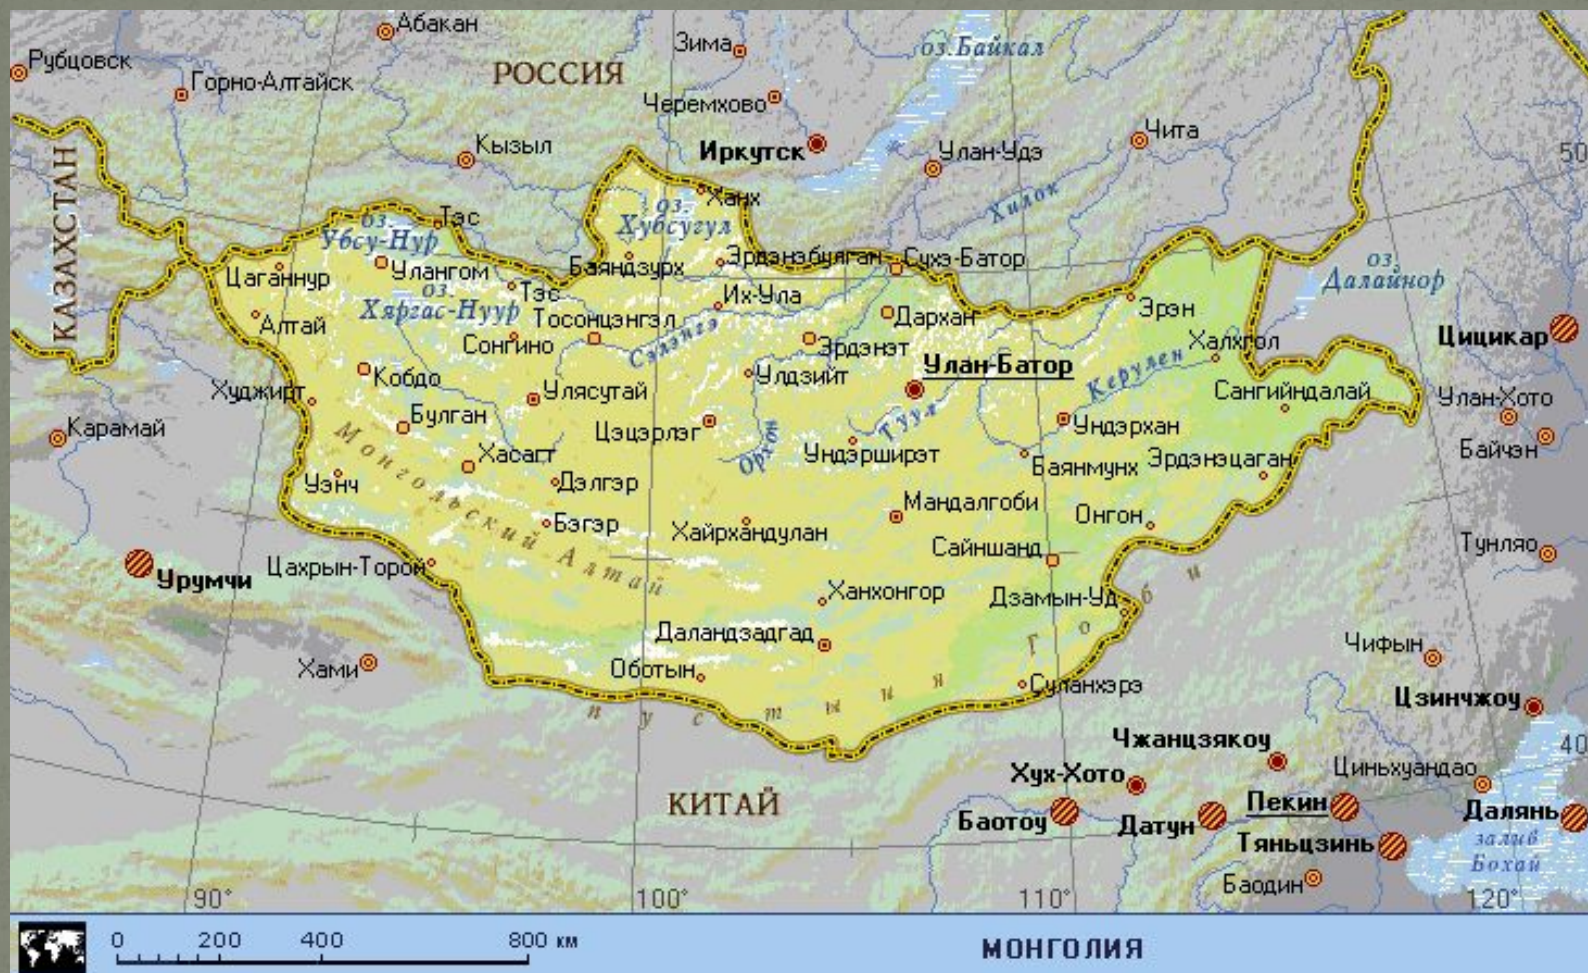 Абакан
Рубцовск
Зима
оз.Байкал
РОССИЯ
Горно-Алтайск
Черемхово
Чита
Кызыл
Иркутск
Улан-Удэ
50
КАЗАХСТАН
Ханх
Хилок
оз.
Хубсугул
Тэс
оз.
Убсу-Нур
Цаганнур
Улангом
Баяндзурх
Эрдэнэбулган
Сухэ-Батор
оз.
Далайнор
Тэс
оз.
Хяргас-Нуур
Их-Ула
Эрэн
Алтай
Тосонцэнгэл
Дархан
Сонгино
Сэлэнгэ
Эрдэнэт
Халхгол
Цицикар
Кобдо
Улдзийт
Улан-Батор
Керулен
Худжирт
Улясутай
Сангийндалай
Улан-Хото
Булган
Туул
Карамай
Цэцэрлэг
Ундэрхан
Орхон
Ундэрширэт
Байчэн
Хасагт
Баянмунх
Эрдэнэцаган
Уэнч
Дэлгэр
Монгольский Алтай
Мандалгоби
Бэгэр
Хайрхандулан
Онгон
Сайншанд
Тунляо
Урумчи
Цахрын-Торой
Ханхонгор
Дзамын-Уд
Даландзадгад
Чифын
Хами
Оботын
Суланхэрэ
пустыня Гоби
Цзинчжоу
Чжанцзякоу
40
Хух-Хото
Циньхуандао
КИТАЙ
Баотоу
Датун
Пекин
Далянь
Тяньцзинь
залив
Бохай
Баодин
90°
100°
110°
120°
0 200 400 800 км
МОНГОЛИЯ